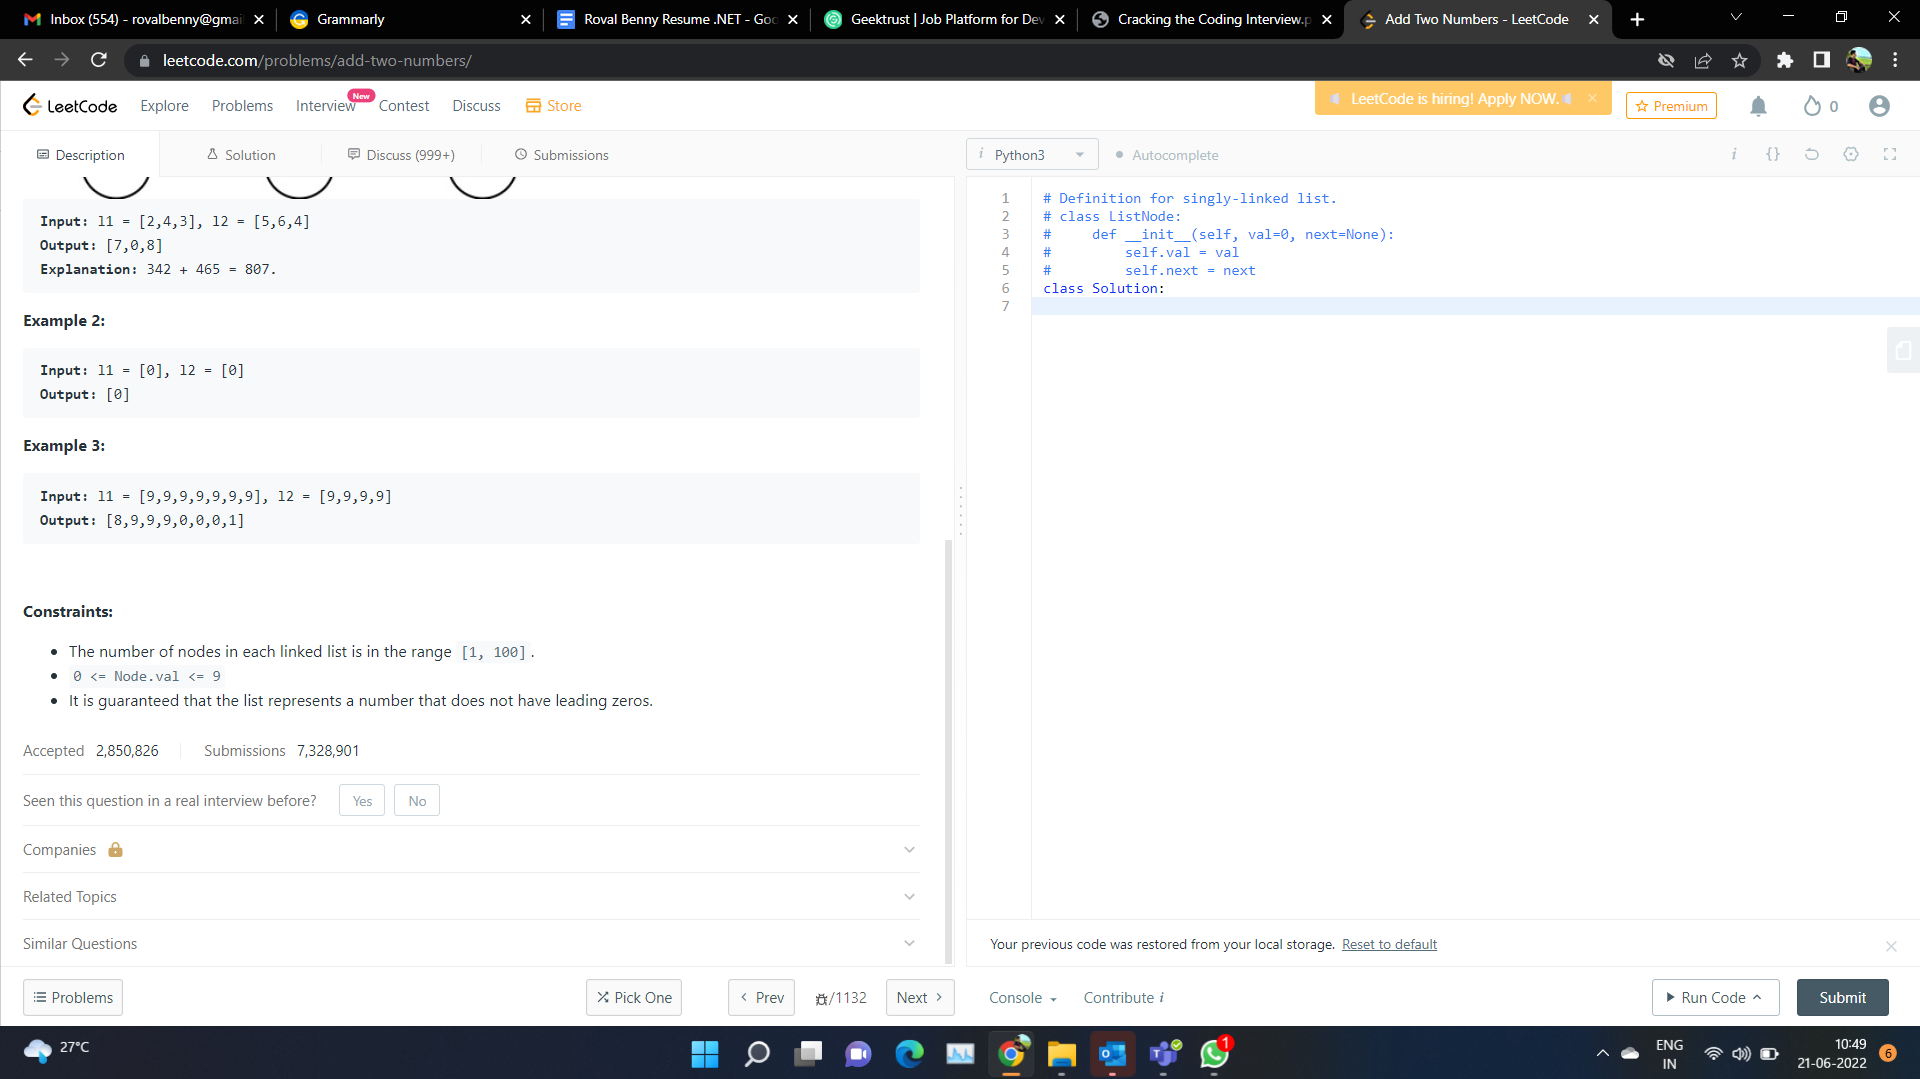 Inbox (554) - rovalbenny@gmai
Grammarly
Roval Benny Resume .NET - Goo
Geektrust | Job Platform for Dev
Cracking the Coding Interview.p
Add Two Numbers - LeetCode
leetcode.com/problems/add-two-numbers/
LeetCode
Explore
Problems
Interview
New
Contest
Discuss
Store
LeetCode is hiring! Apply NOW.
Premium
0
Description
Solution
Discuss (999+)
Submissions
i Python3
Autocomplete
i {}
Input: l1 = [2,4,3], l2 = [5,6,4]
Output: [7,0,8]
Explanation: 342 + 465 = 807.
Example 2:
Input: l1 = [0], l2 = [0]
Output: [0]
Example 3:
Input: l1 = [9,9,9,9,9,9,9], l2 = [9,9,9,9]
Output: [8,9,9,9,0,0,0,1]
Constraints:
The number of nodes in each linked list is in the range [1, 100].
0 <= Node.val <= 9
It is guaranteed that the list represents a number that does not have leading zeros.
Accepted 2,850,826
Submissions 7,328,901
Seen this question in a real interview before?
Yes
No
Companies
Related Topics
Similar Questions
1 # Definition for singly-linked list.
2 # class ListNode:
3 #     def __init__(self, val=0, next=None):
4 #         self.val = val
5 #         self.next = next
6 class Solution:
7
Your previous code was restored from your local storage. Reset to default
Problems
Pick One
Prev
/1132
Next
Console
Contribute i
Run Code
Submit
27°C
1
ENG
IN
10:49
21-06-2022
6